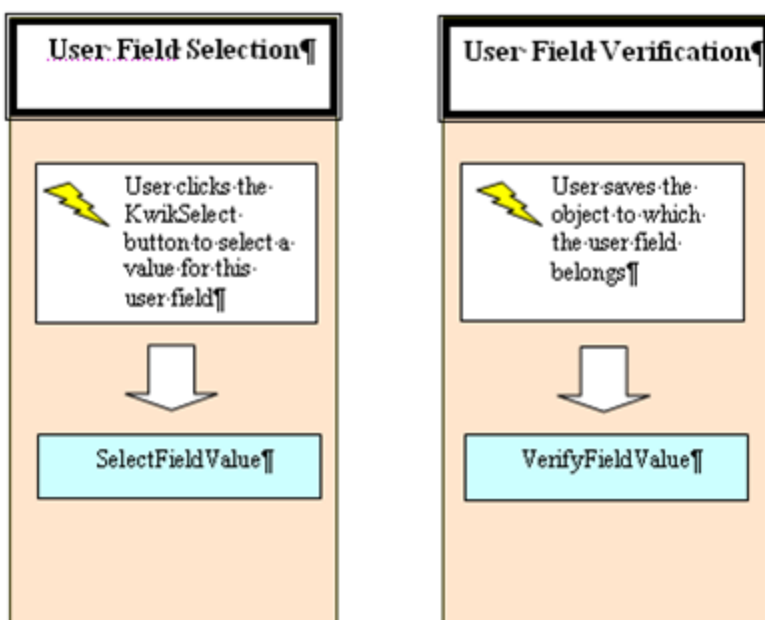 User Field Selection¶
User clicks the
KwikSelect
button to select a
value for this
user field¶
SelectFieldValue¶
User Field Verification¶
User saves the
object to which
the user field
belongs¶
VerifyFieldValue¶